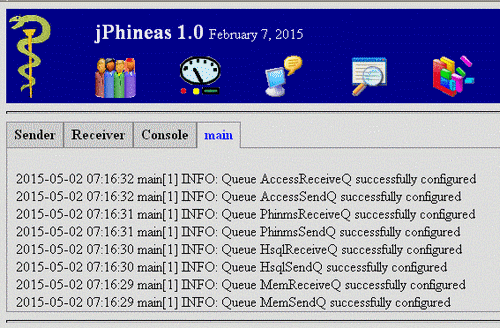 jPhineas 1.0 February 7, 2015
Sender Receiver Console main
2015-05-02 07:16:32 main[1] INFO: Queue AccessReceiveQ successfully configured
2015-05-02 07:16:32 main[1] INFO: Queue AccessSendQ successfully configured
2015-05-02 07:16:31 main[1] INFO: Queue PhinmsReceiveQ successfully configured
2015-05-02 07:16:31 main[1] INFO: Queue PhinmsSendQ successfully configured
2015-05-02 07:16:30 main[1] INFO: Queue HsqlReceiveQ successfully configured
2015-05-02 07:16:30 main[1] INFO: Queue HsqlSendQ successfully configured
2015-05-02 07:16:29 main[1] INFO: Queue MemReceiveQ successfully configured
2015-05-02 07:16:29 main[1] INFO: Queue MemSendQ successfully configured